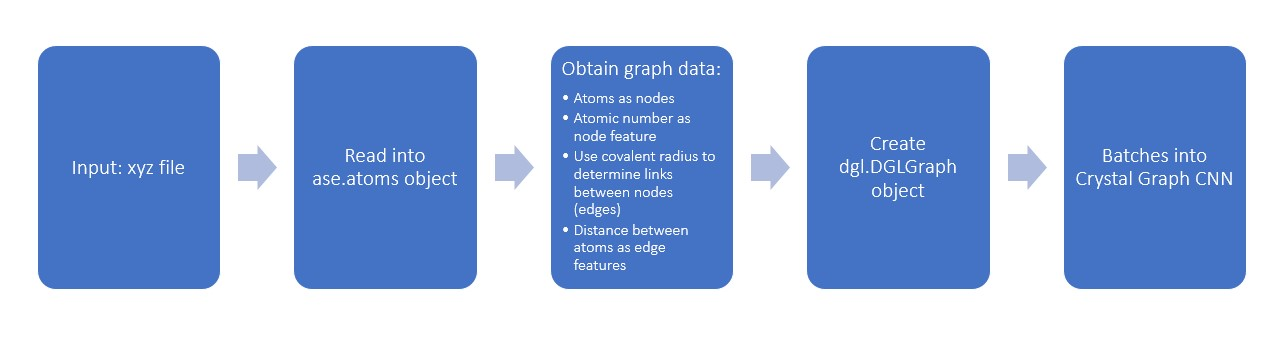 Input: xyz file
Read into
ase.atoms object
Obtain graph data:
• Atoms as nodes
• Atomic number as
node feature
• Use covalent radius to
determine links
between nodes
(edges)
• Distance between
atoms as edge
features
Create
dgl.DGLGraph
object
Batches into
Crystal Graph CNN